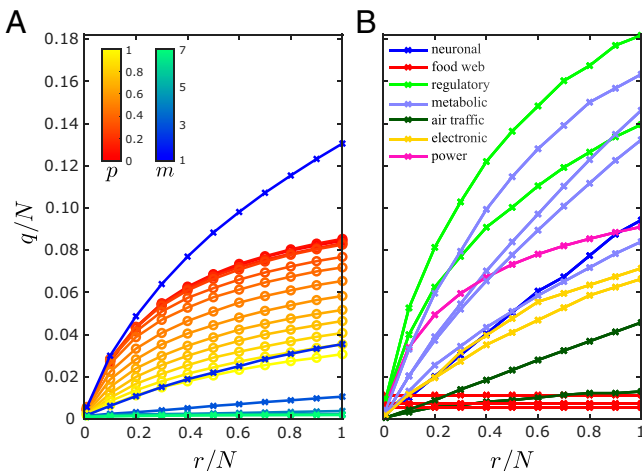 A
B
0.18
0.16
0.14
0.12
0.10
0.08
0.06
0.04
0.02
0
q/N
1
0.8
0.6
0.4
0.2
0
p
7
5
3
1
m
0.2 0.4 0.6 0.8 1
r/N
neuronal
food web
regulatory
metabolic
air traffic
electronic
power
0 0.2 0.4 0.6 0.8 1
r/N